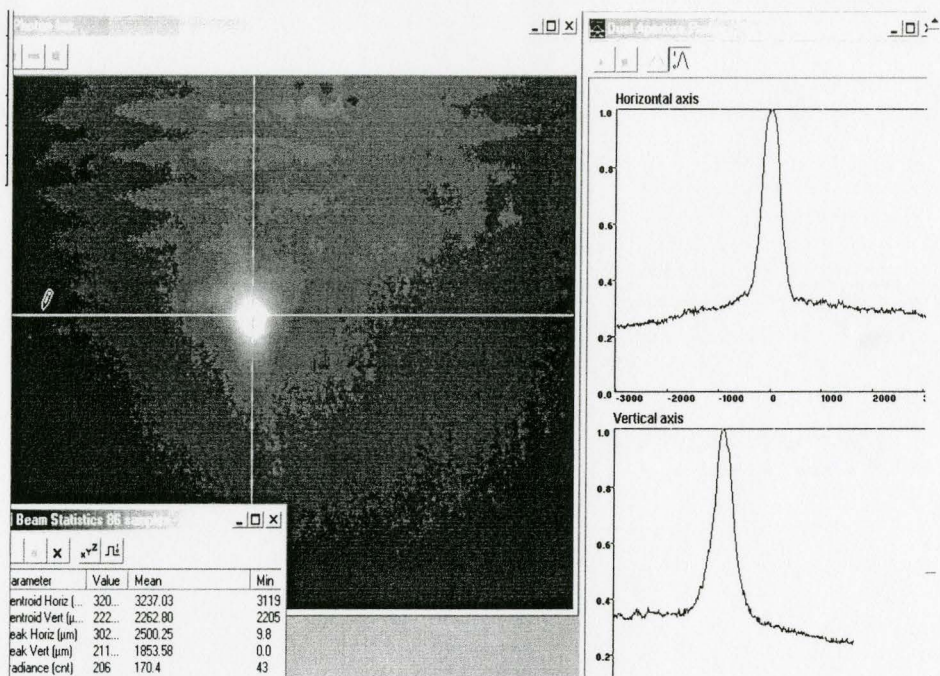 Horizontal axis
1.0
0.8
0.6
0.4
0.2
0.0
-3000 -2000 -1000 0 1000 2000
Vertical axis
1.0
0.8
0.6
0.4
0.2
Beam Statistics 86
arameter Value Mean Min
entroid Horiz (... 320... 3237.03 3119
entroid Vert (µ... 222... 2262.80 2205
eak Horiz (µm) 302... 2500.25 9.8
eak Vert (µm) 211... 1853.58 0.0
radiance (cnt) 206 170.4 43